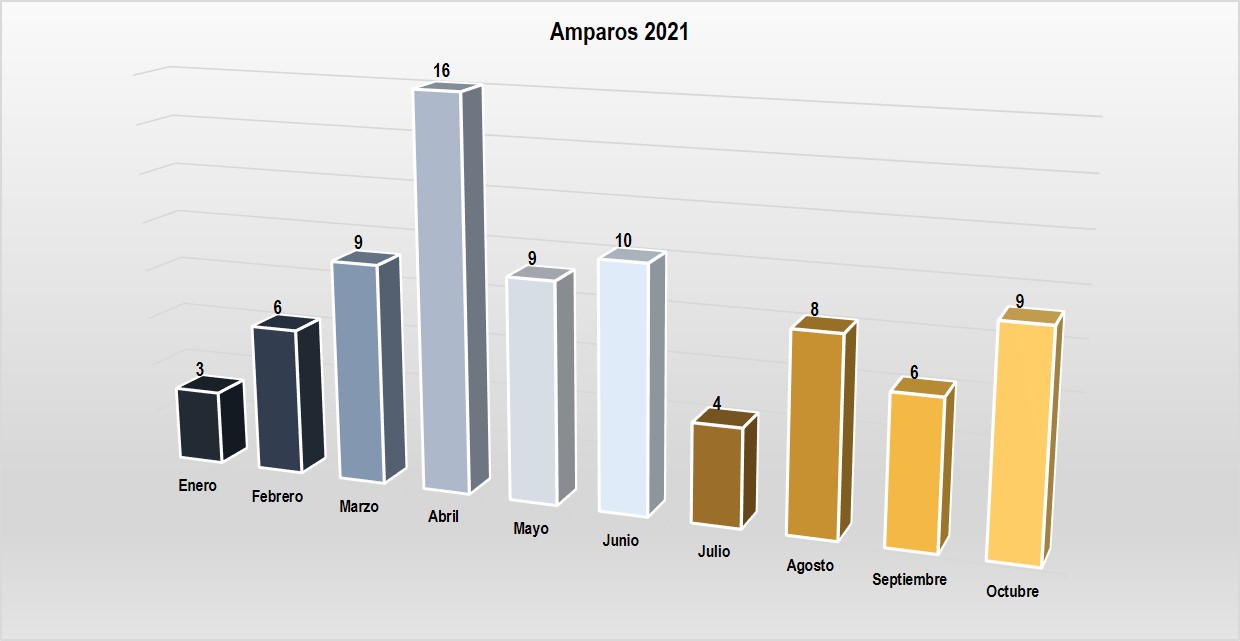 Amparos 2021
16
9
10
9
6
9
8
3
6
4
Enero
Febrero
Marzo
Abril
Mayo
Junio
Julio
Agosto
Septiembre
Octubre